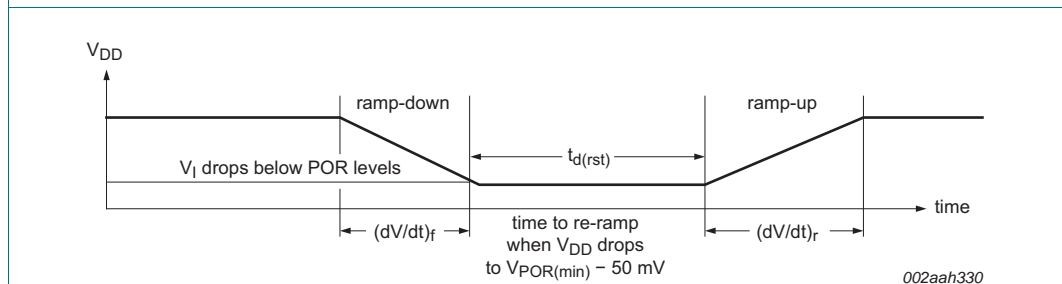 VDD
ramp-down
ramp-up
td(rst)
VI drops below POR levels
time
(dV/dt)f
time to re-ramp
when VDD drops
to VPOR(min) − 50 mV
(dV/dt)r
002aah330